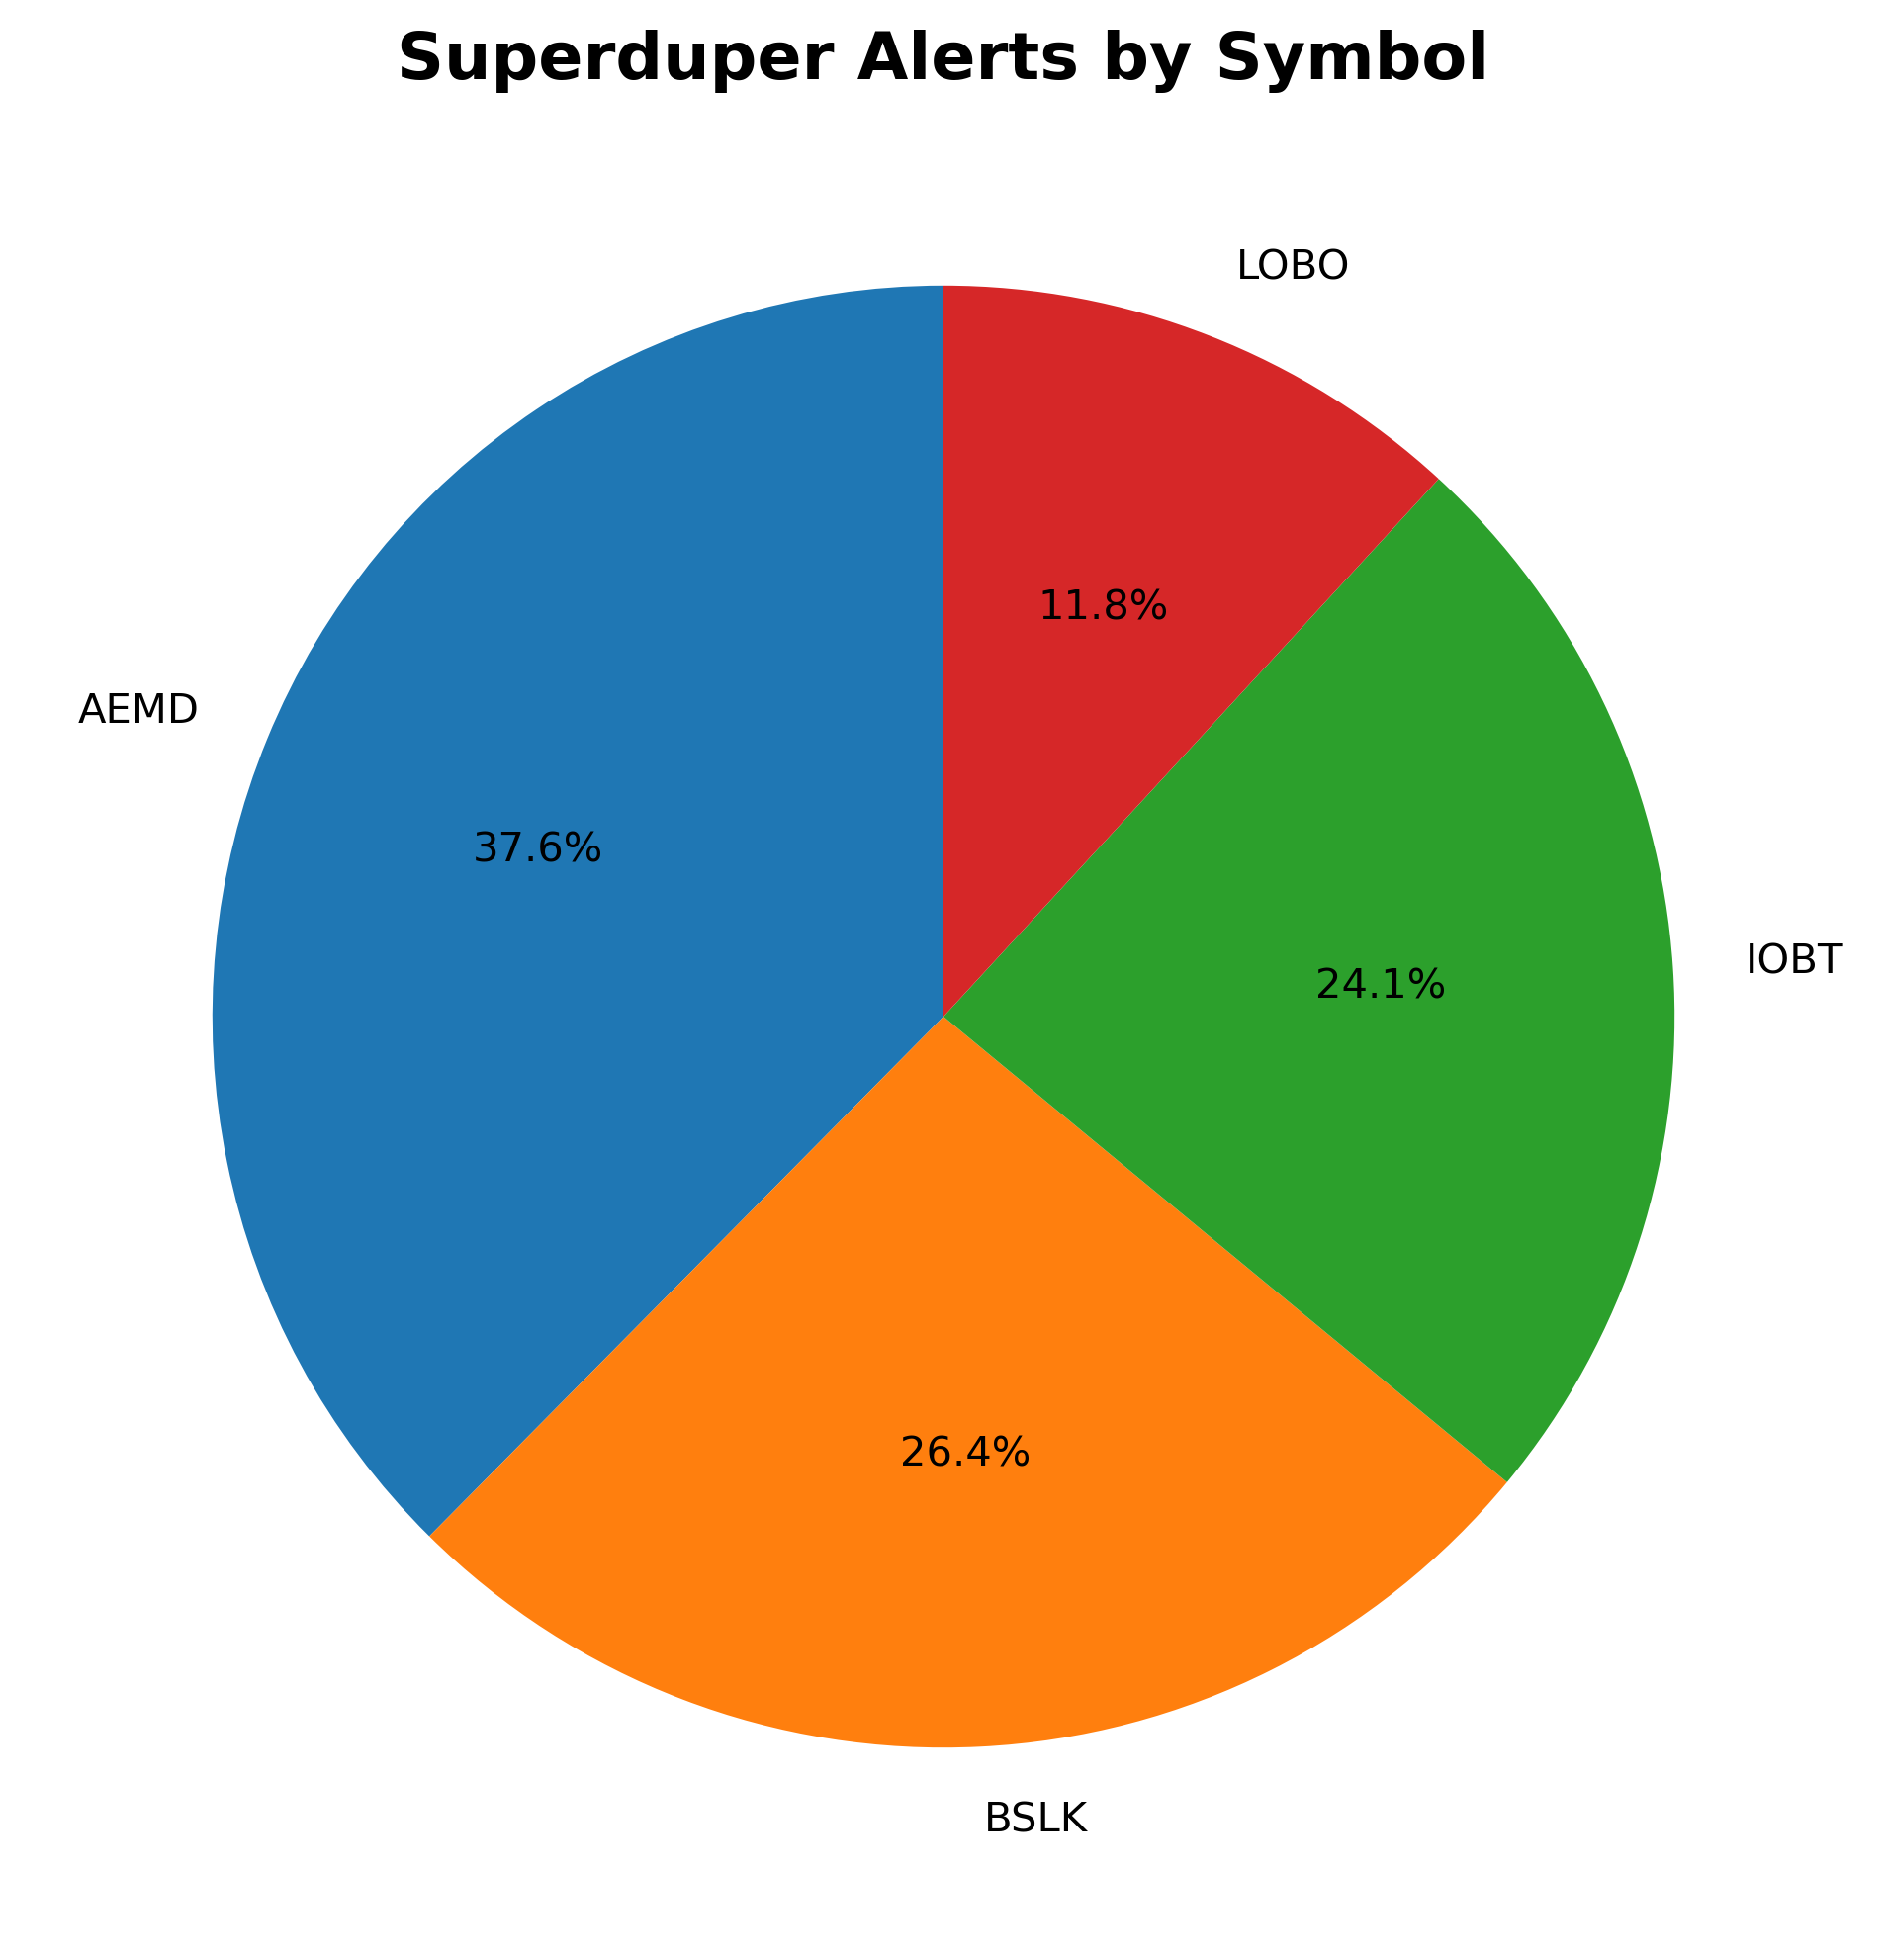 Superduper Alerts by Symbol
LOBO
11.8%
AEMD
37.6%
IOBT
24.1%
26.4%
BSLK